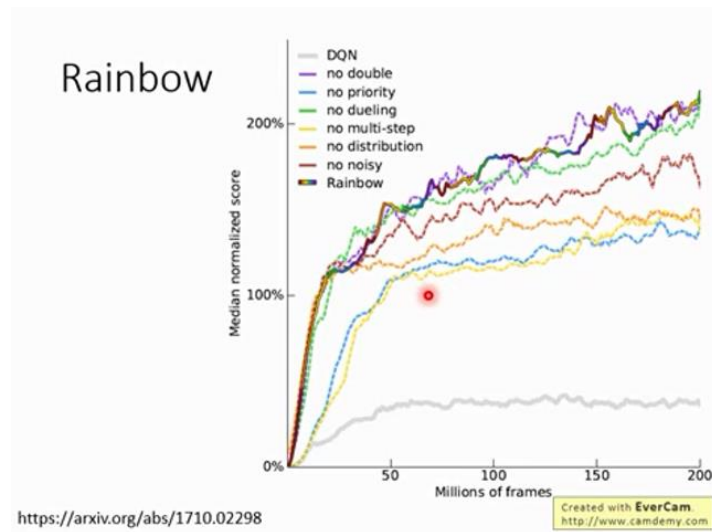 Rainbow
DQN
no double
no priority
no dueling
no multi-step
no distribution
no noisy
Rainbow
200%
100%
0%
Median normalized score
50
100
150
200
Millions of frames
https://arxiv.org/abs/1710.02298
Created with EverCam.
http://www.camdemy.com